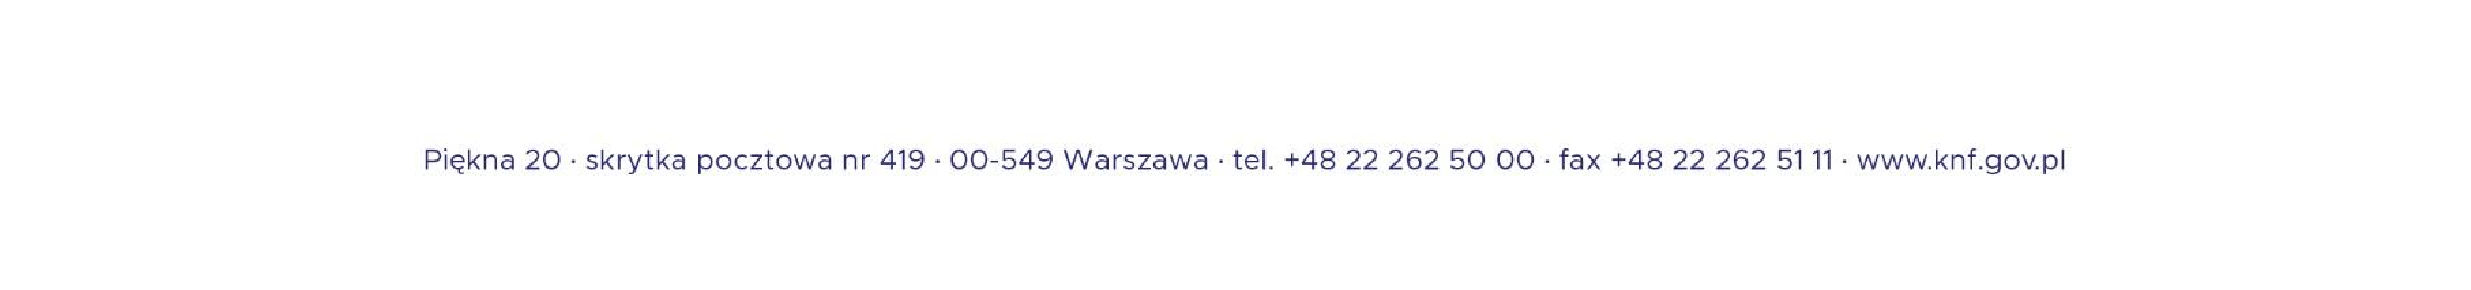 Piękna 20 · skrytka pocztowa nr 419 · 00-549 Warszawa · tel. +48 22 262 50 00 · fax +48 22 262 51 11 · www.knf.gov.pl